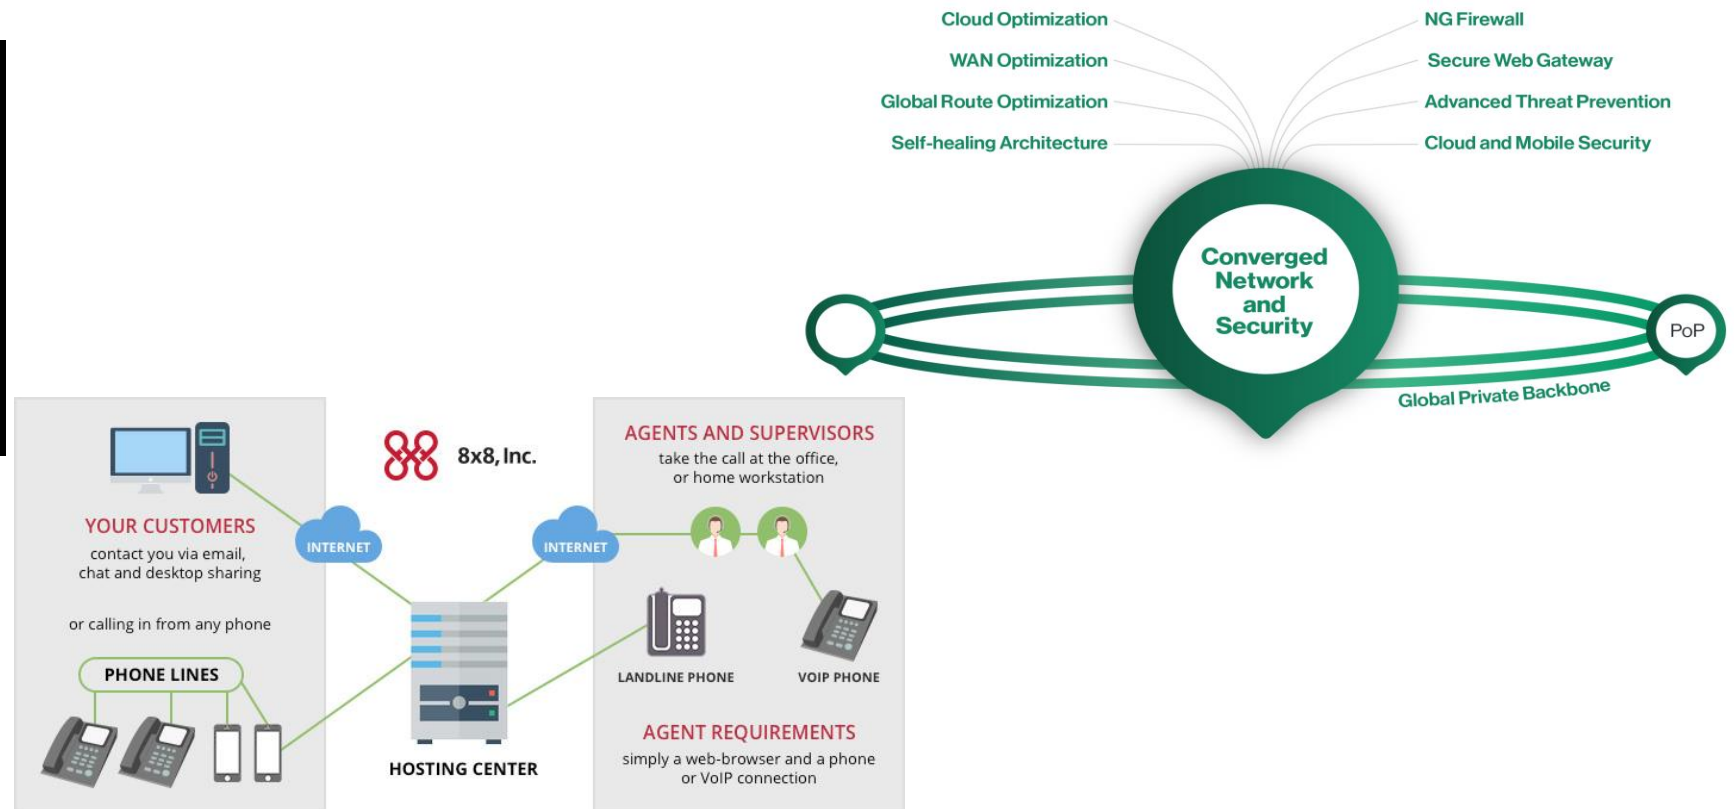 Cloud Optimization
WAN Optimization
Global Route Optimization
Self-healing Architecture
NG Firewall
Secure Web Gateway
Advanced Threat Prevention
Cloud and Mobile Security
Converged
Network
and
Security
PoP
Global Private Backbone
8x8, Inc.
YOUR CUSTOMERS
contact you via email,
chat and desktop sharing
or calling in from any phone
PHONE LINES
INTERNET
INTERNET
HOSTING CENTER
AGENTS AND SUPERVISORS
take the call at the office,
or home workstation
LANDLINE PHONE
VOIP PHONE
AGENT REQUIREMENTS
simply a web-browser and a phone
or VoIP connection